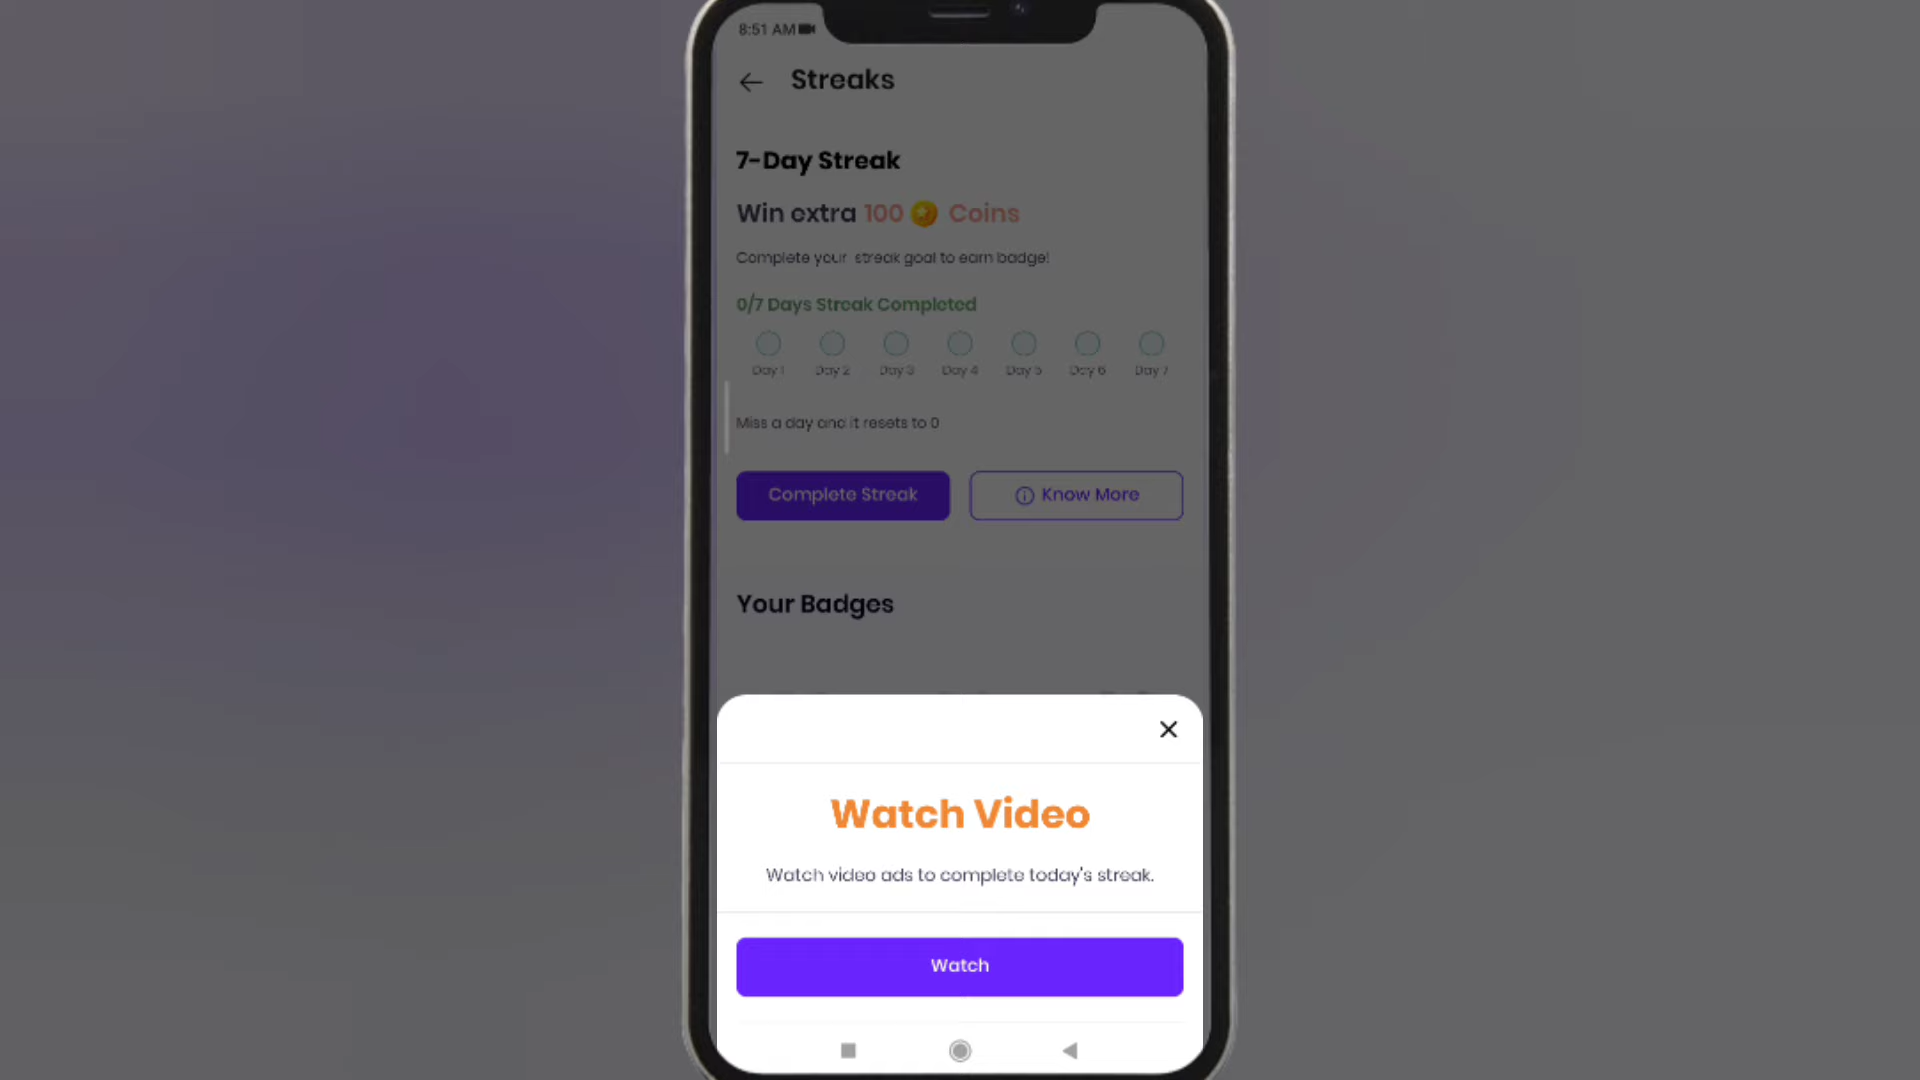 8:51 AM
Streaks
7-Day Streak
Win extra 100 Coins
Complete your streak goal to earn badge!
0/7 Days Streak Completed
Day 1 Day 2 Day 3 Day 4 Day 5 Day 6 Day 7
Miss a day and it resets to 0
Complete Streak
Know More
Your Badges
Watch Video
Watch video ads to complete today's streak.
Watch